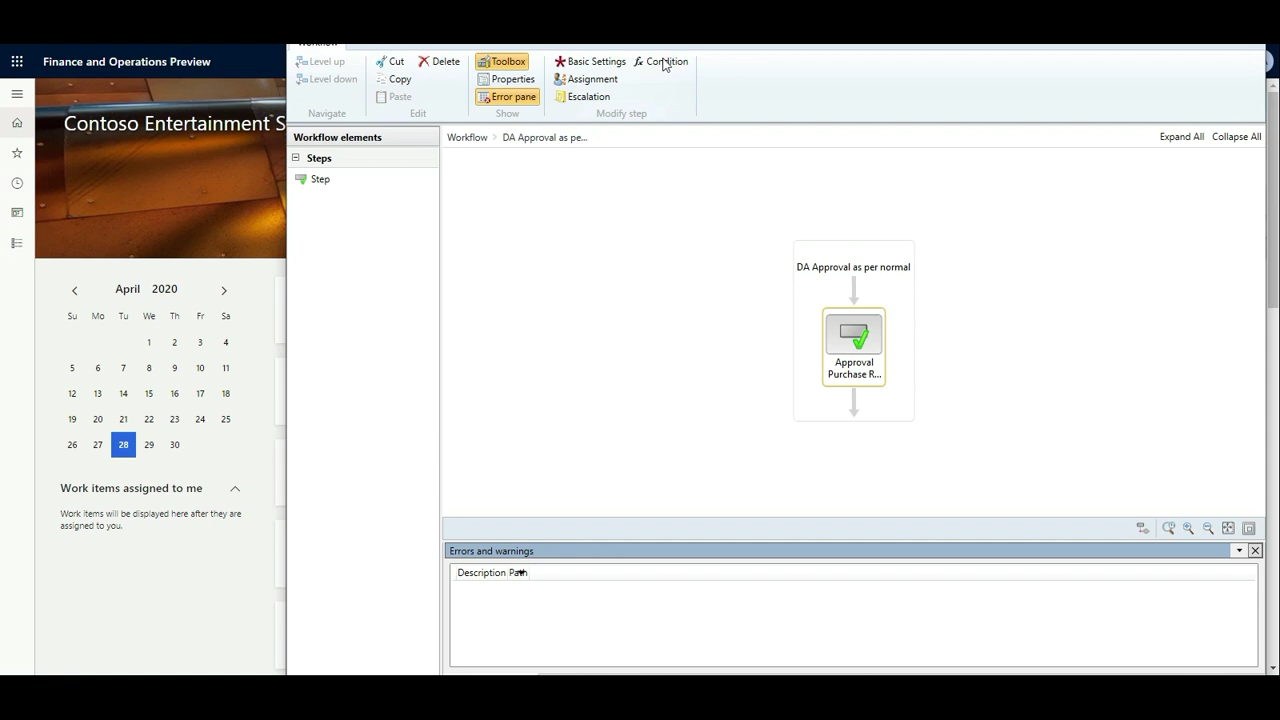 Finance and Operations Preview
Contoso Entertainment S
April 2020
Su Mo Tu We Th Fr Sa
1 2 3 4
5 6 7 8 9 10 11
12 13 14 15 16 17 18
19 20 21 22 23 24 25
26 27 28 29 30
Work items assigned to me
Work items will be displayed here after they are
assigned to you.
Level up
Level down
Navigate
Cut
Delete
Copy
Paste
Edit
Toolbox
Properties
Error pane
Show
Basic Settings
Condition
Assignment
Escalation
Modify step
Workflow elements
Steps
Step
Workflow > DA Approval as pe...
Expand All Collapse All
DA Approval as per normal
Approval
Purchase R...
Errors and warnings
Description Path